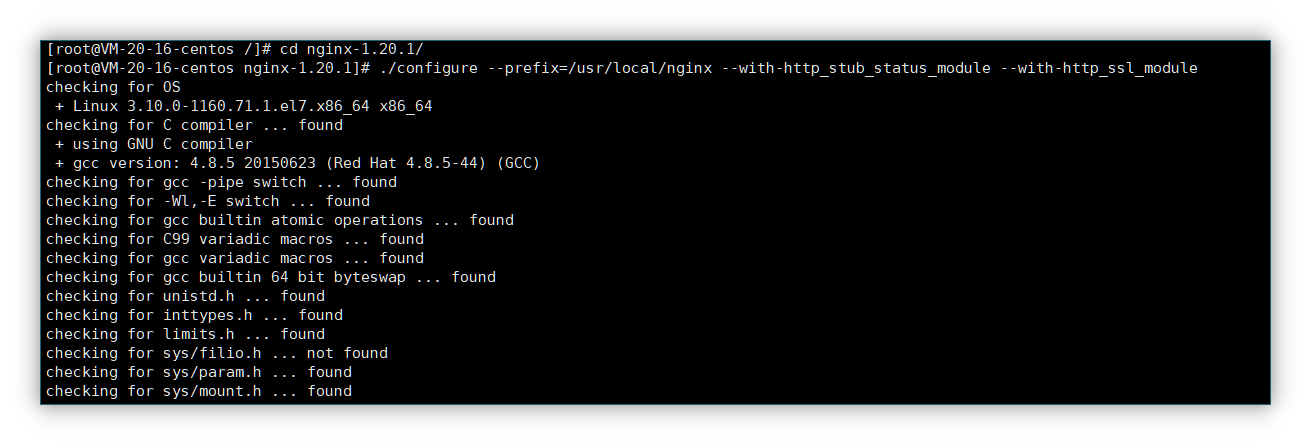 [root@VM-20-16-centos /]# cd nginx-1.20.1/
[root@VM-20-16-centos nginx-1.20.1]# ./configure --prefix=/usr/local/nginx --with-http_stub_status_module --with-http_ssl_module
checking for OS
 + Linux 3.10.0-1160.71.1.el7.x86_64 x86_64
checking for C compiler ... found
 + using GNU C compiler
 + gcc version: 4.8.5 20150623 (Red Hat 4.8.5-44) (GCC)
checking for gcc -pipe switch ... found
checking for -Wl,-E switch ... found
checking for gcc builtin atomic operations ... found
checking for C99 variadic macros ... found
checking for gcc variadic macros ... found
checking for gcc builtin 64 bit byteswap ... found
checking for unistd.h ... found
checking for inttypes.h ... found
checking for limits.h ... found
checking for sys/filio.h ... not found
checking for sys/param.h ... found
checking for sys/mount.h ... found